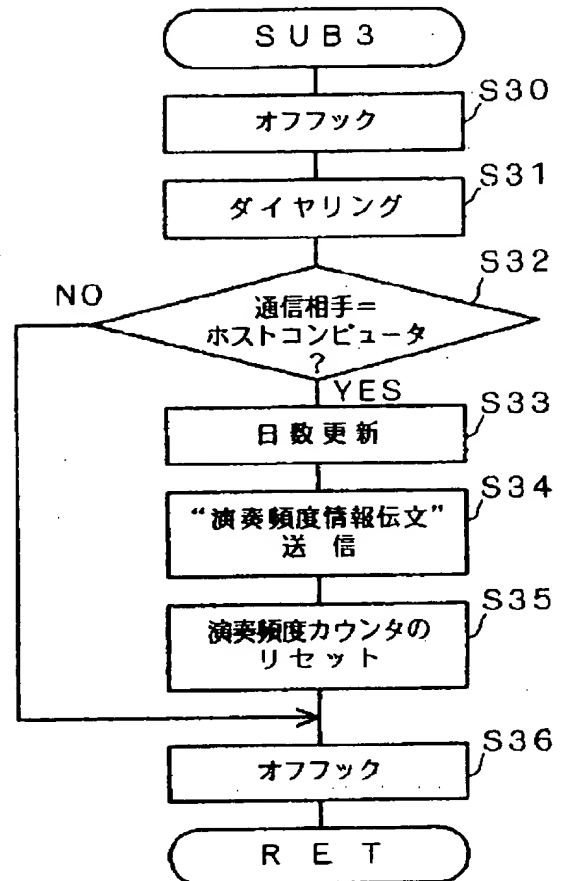 SUB3
S30
オフフック
S31
ダイヤリング
S32
NO
通信相手=
ホストコンピュータ
?
YES
S33
日数更新
S34
“演奏頻度情報伝文”
送信
S35
演奏頻度カウンタの
リセット
S36
オフフック
RET